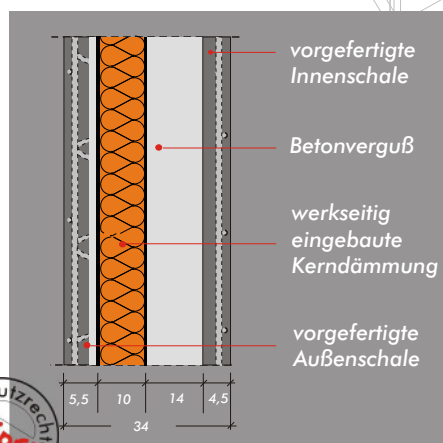 vorgefertigte
Innenschale
Betonverguß
werkseitig
eingebaute
Kerndämmung
vorgefertigte
Außenschale
5,5 10 14 4,5
34